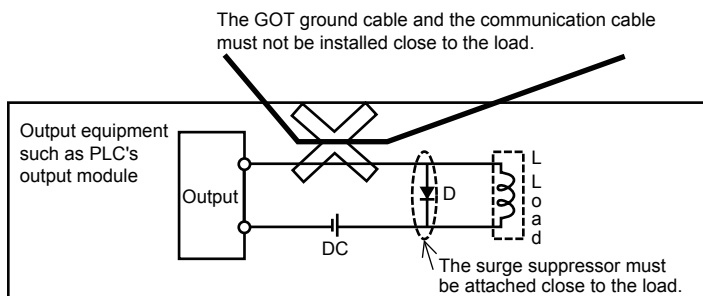 The GOT ground cable and the communication cable
must not be installed close to the load.
Output equipment
such as PLC's
output module
Output
D
DC
L
Load
The surge suppressor must
be attached close to the load.